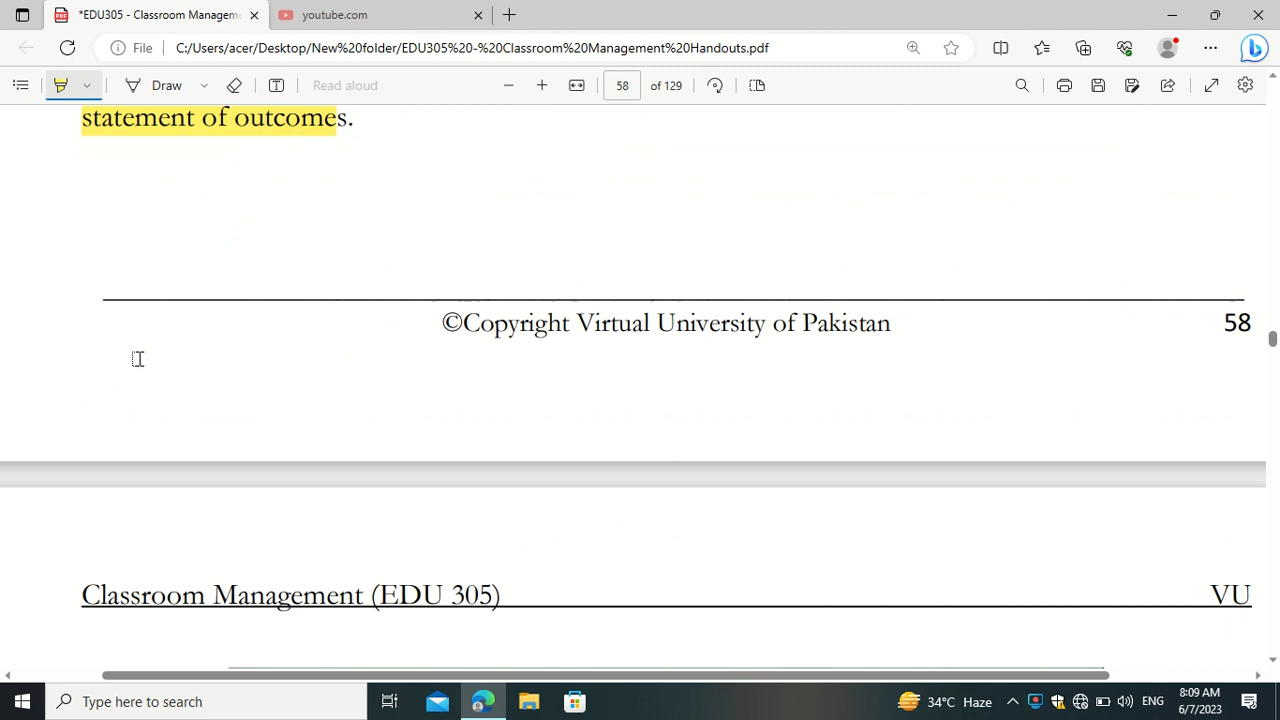 *EDU305 - Classroom Managem
youtube.com
File
C:/Users/acer/Desktop/New%20folder/EDU305%20-%20Classroom%20Management%20Handouts.pdf
Draw
Read aloud
58
of 129
statement of outcomes.
©Copyright Virtual University of Pakistan
58
Classroom Management (EDU 305)
VU
Type here to search
34°C Haze
ENG
8:09 AM
6/7/2023